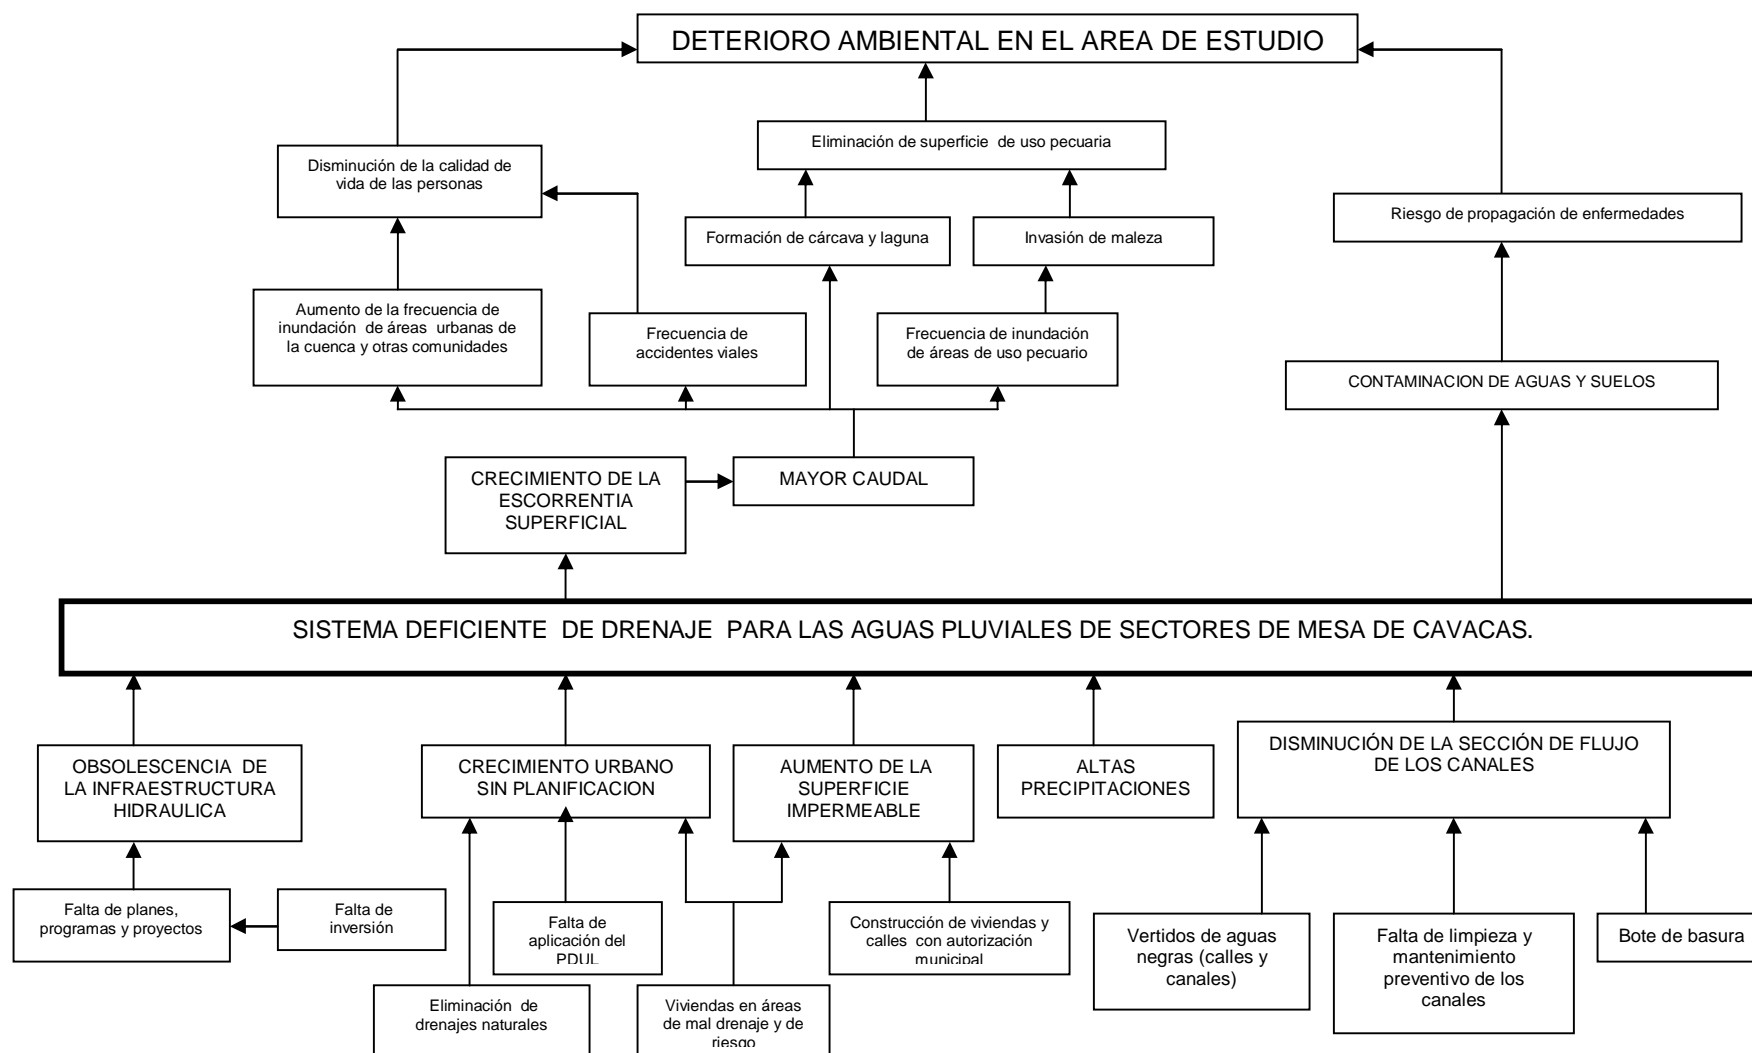 DETERIORO AMBIENTAL EN EL AREA DE ESTUDIO
Eliminación de superficie de uso pecuaria
Disminución de la calidad de
vida de las personas
Riesgo de propagación de enfermedades
Formación de cárcava y laguna
Invasión de maleza
Aumento de la frecuencia de
inundación de áreas urbanas de
la cuenca y otras comunidades
Frecuencia de
accidentes viales
Frecuencia de inundación
de áreas de uso pecuario
CONTAMINACION DE AGUAS Y SUELOS
CRECIMIENTO DE LA
ESCORRENTIA
SUPERFICIAL
MAYOR CAUDAL
SISTEMA DEFICIENTE DE DRENAJE PARA LAS AGUAS PLUVIALES DE SECTORES DE MESA DE CAVACAS.
OBSOLESCENCIA DE
LA INFRAESTRUCTURA
HIDRAULICA
CRECIMIENTO URBANO
SIN PLANIFICACION
AUMENTO DE LA
SUPERFICIE
IMPERMEABLE
ALTAS
PRECIPITACIONES
DISMINUCIÓN DE LA SECCIÓN DE FLUJO
DE LOS CANALES
Falta de planes,
programas y proyectos
Falta de
inversión
Falta de
aplicación del
PDUL
Construcción de viviendas y
calles con autorización
municipal
Vertidos de aguas
negras (calles y
canales)
Falta de limpieza y
mantenimiento
preventivo de los
canales
Bote de basura
Eliminación de
drenajes naturales
Viviendas en áreas
de mal drenaje y de
riesgo